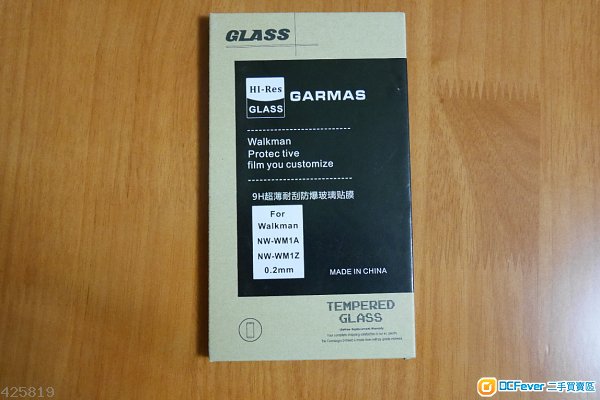 GLASS
HI-Res
GLASS
GARMAS
Walkman
Protec tive
film you customize
9H超薄耐刮防爆玻璃貼膜
For
Walkman
NW-WM1A
NW-WM1Z
0.2mm
MADE IN CHINA
TEMPERED
GLASS
425819
DCFever 二手買賣區